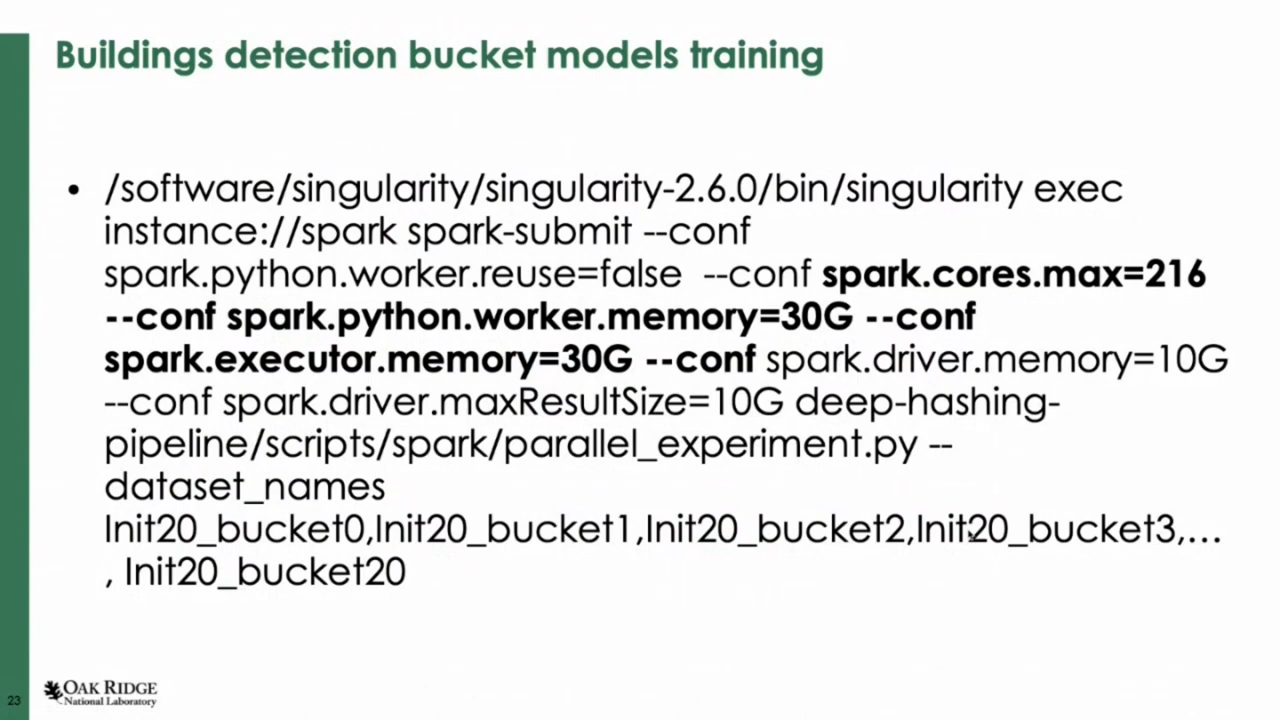 Buildings detection bucket models training
• /software/singularity/singularity-2.6.0/bin/singularity exec
instance://spark spark-submit --conf
spark.python.worker.reuse=false --conf spark.cores.max=216
--conf spark.python.worker.memory=30G --conf
spark.executor.memory=30G --conf spark.driver.memory=10G
--conf spark.driver.maxResultSize=10G deep-hashing-
pipeline/scripts/spark/parallel_experiment.py --
dataset_names
Init20_bucket0,Init20_bucket1,Init20_bucket2,Init20_bucket3,…
, Init20_bucket20
23
OAK RIDGE
National Laboratory